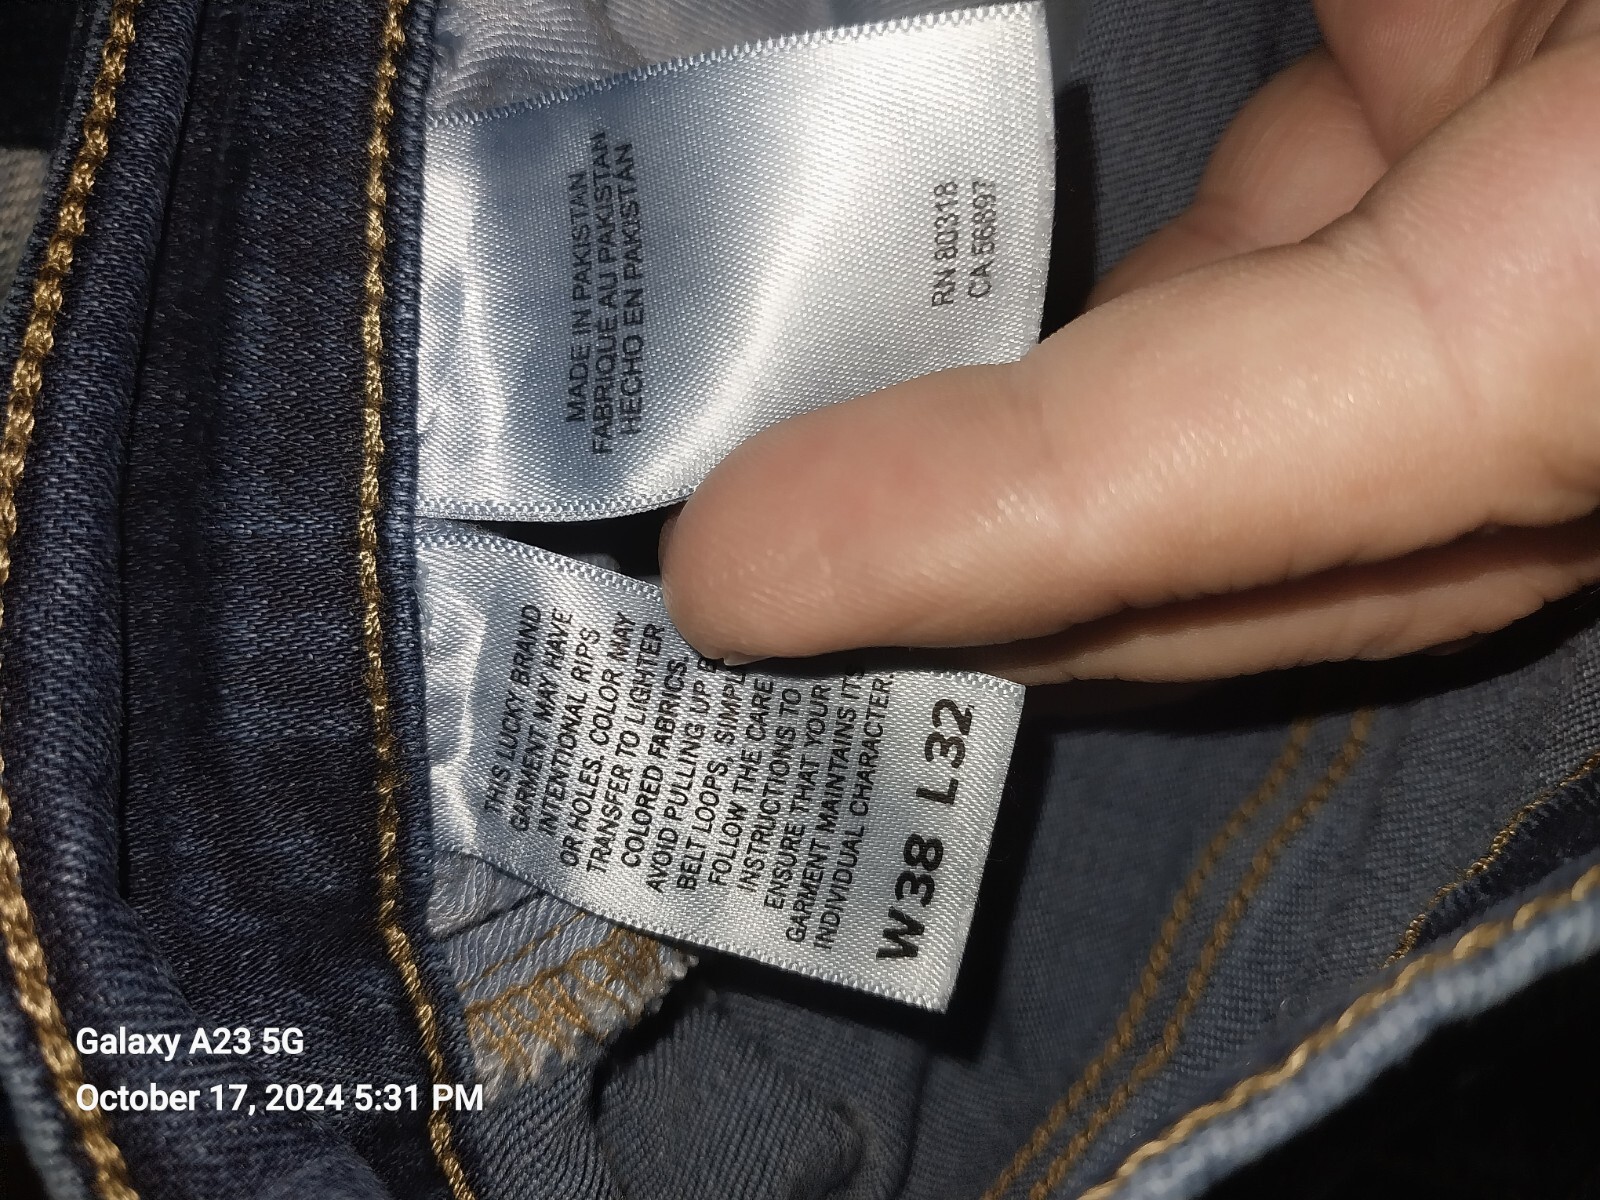 MADE IN PAKISTAN
FABRIQUÉ AU PAKISTAN
HECHO EN PAKISTÁN
RN 80318
CA 56897
THIS LUCKY BRAND
GARMENT MAY HAVE
INTENTIONAL RIPS
OR HOLES. COLOR MAY
TRANSFER TO LIGHTER
COLORED FABRICS.
AVOID PULLING UP
BELT LOOPS, SIMPL
FOLLOW THE CARE
INSTRUCTIONS TO
ENSURE THAT YOUR
GARMENT MAINTAINS ITS
INDIVIDUAL CHARACTER.
W38 L32
Galaxy A23 5G
October 17, 2024 5:31 PM